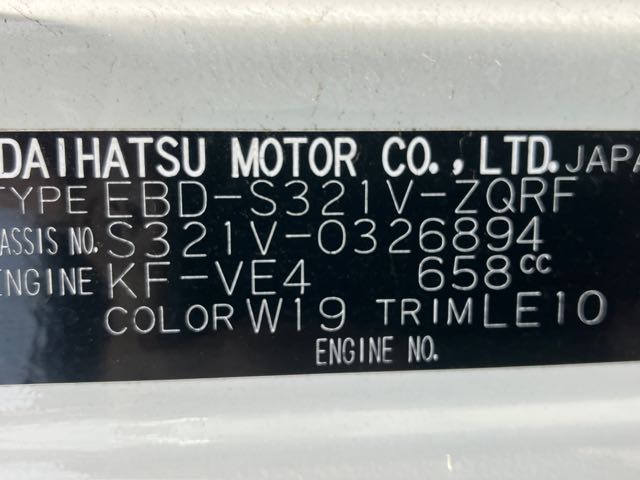 DAIHATSU MOTOR CO.,LTD. JAPA
TYPE EBD-S321V-ZQRF
ASSIS NO. S321V-0326894
ENGINE KF-VE4 658cc
COLOR W19 TRIM LE10
ENGINE NO.